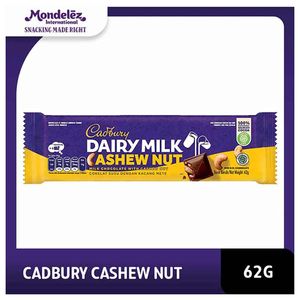 Mondelēz
International
SNACKING MADE RIGHT
Cadbury
DAIRY MILK
CASHEW NUT
MILK CHOCOLATE WITH CASHEW NUT
COKELAT SUSU DENGAN KACANG METE
100%
CADBURY CASHEW NUT
62G